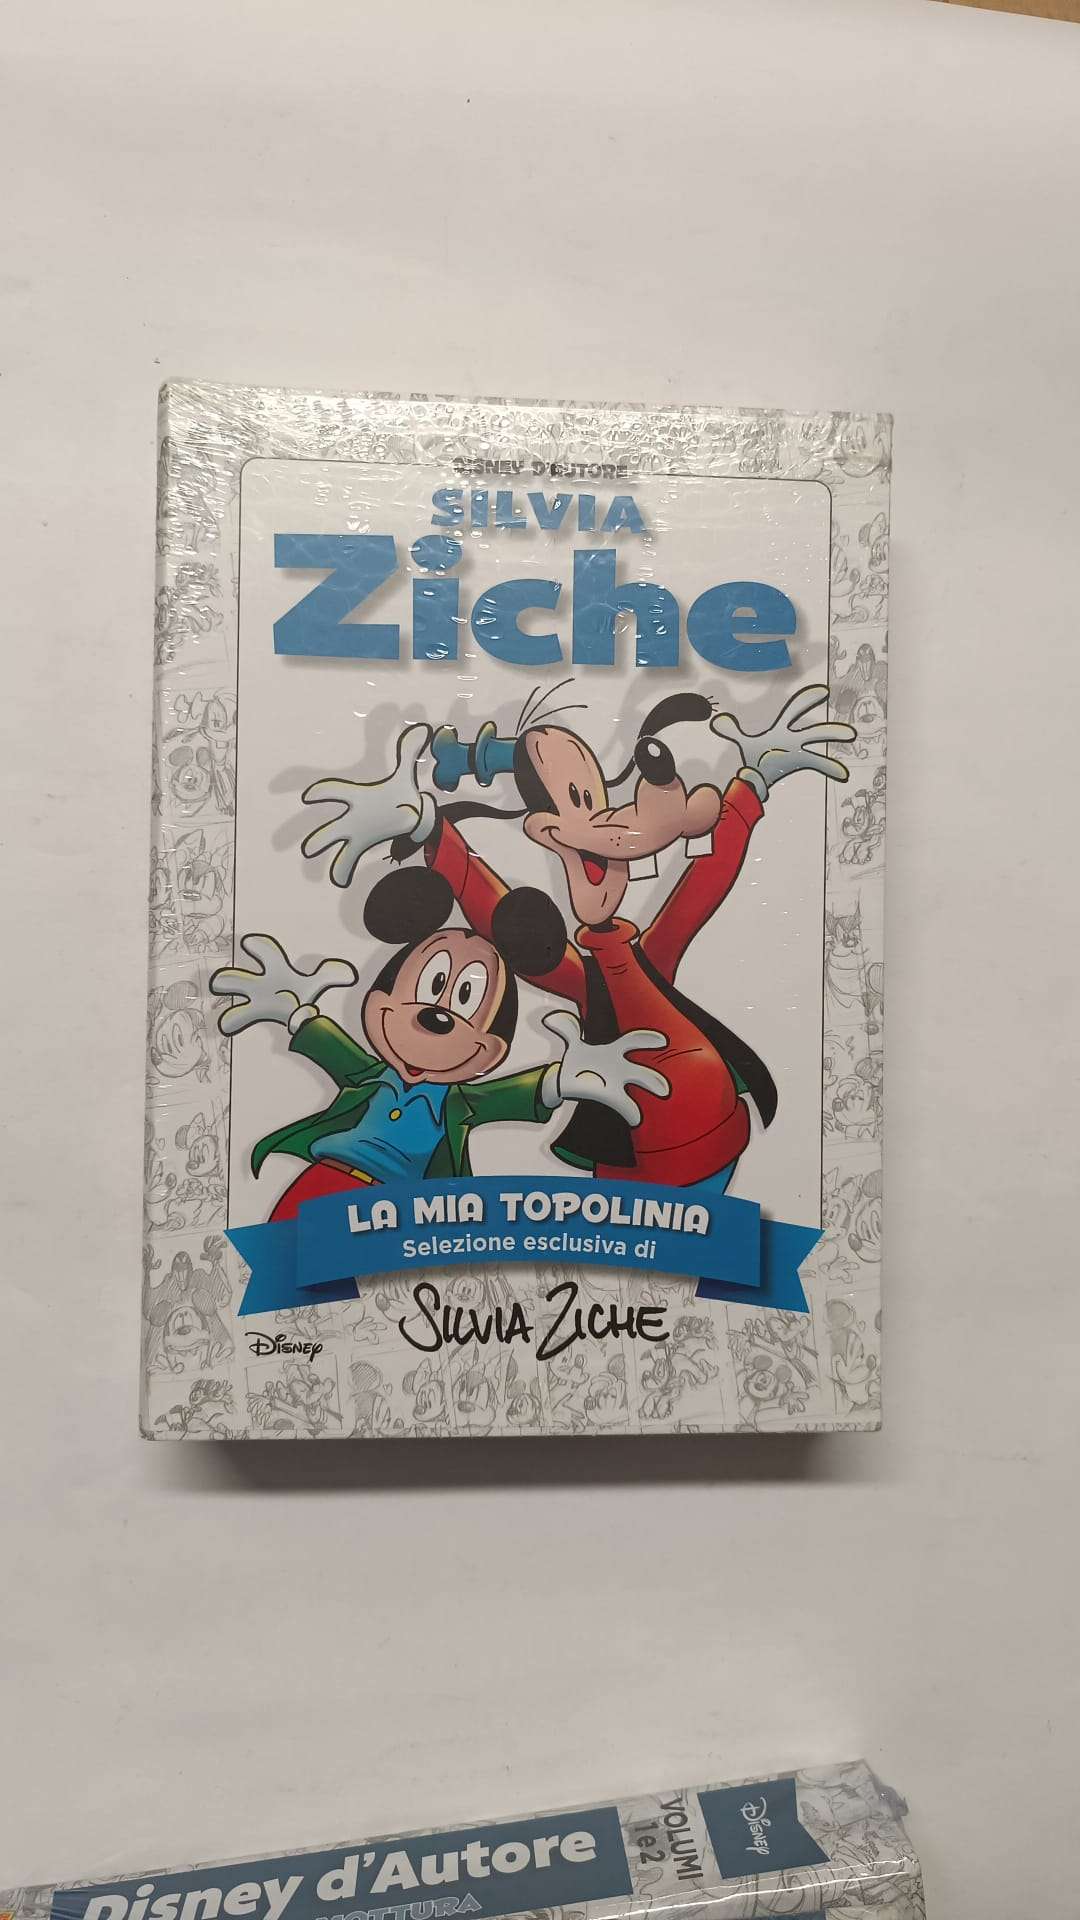 DISNEY D'AUTORE
SILVIA
Ziche
LA MIA TOPOLINIA
Selezione esclusiva di
SILVIA ZICHE
Disney
Disney d'Autore
MOTTURA
VOLUMI
1 e 2
Disney